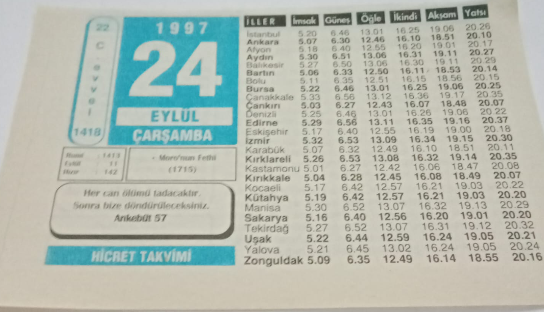 22
C.evvel
1418
1997
24
EYLÜL
ÇARŞAMBA
Rumi : 1413
Eylül : 11
Hızır : 142
• Mora'nın Fethi
(1715)
Her can ölümü tadacaktır.
Sonra bize döndürüleceksiniz.
Ankebût 57
HİCRET TAKVİMİ
İLLER İmsak Güneş Öğle İkindi Akşam Yatsı
İstanbul 5.20 6.46 13.01 16.25 19.06 20.26
Ankara 5.07 6.30 12.46 16.10 18.51 20.10
Afyon 5.18 6.40 12.55 16.20 19.01 20.17
Aydın 5.30 6.51 13.06 16.31 19.11 20.27
Balıkesir 5.27 6.50 13.06 16.30 19.11 20.29
Bartın 5.06 6.33 12.50 16.11 18.53 20.14
Bolu 5.11 6.35 12.51 16.15 18.56 20.15
Bursa 5.22 6.46 13.01 16.25 19.06 20.25
Çanakkale 5.33 6.56 13.12 16.36 19.17 20.35
Çankırı 5.03 6.27 12.43 16.07 18.48 20.07
Denizli 5.25 6.46 13.01 16.26 19.06 20.22
Edirne 5.29 6.56 13.11 16.35 19.16 20.37
Eskişehir 5.17 6.40 12.55 16.19 19.00 20.18
İzmir 5.32 6.53 13.09 16.34 19.15 20.30
Karabük 5.07 6.32 12.49 16.10 18.51 20.11
Kırklareli 5.26 6.53 13.08 16.32 19.14 20.35
Kastamonu 5.01 6.27 12.42 16.06 18.47 20.08
Kırıkkale 5.04 6.28 12.45 16.08 18.49 20.07
Kocaeli 5.17 6.42 12.57 16.21 19.03 20.22
Kütahya 5.19 6.42 12.57 16.21 19.03 20.20
Manisa 5.30 6.52 13.07 16.32 19.13 20.29
Sakarya 5.16 6.40 12.56 16.20 19.01 20.20
Tekirdağ 5.27 6.52 13.07 16.31 19.12 20.32
Uşak 5.22 6.44 12.59 16.24 19.05 20.21
Yalova 5.21 6.45 13.02 16.24 19.05 20.24
Zonguldak 5.09 6.35 12.49 16.14 18.55 20.16